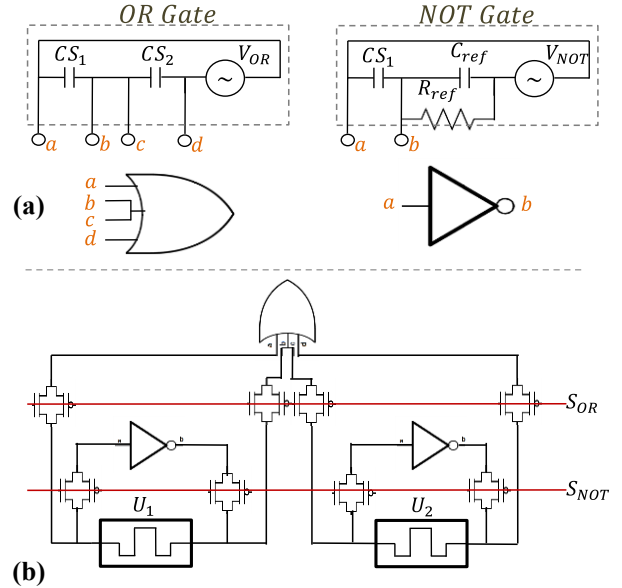 OR Gate NOT Gate
CS1 CS2 VOR CS1 Cref VNOT
Rref
a b c d a b
(a) a b c d a b
a b c d
SOR
a b a b
SNOT
U1 U2
(b)